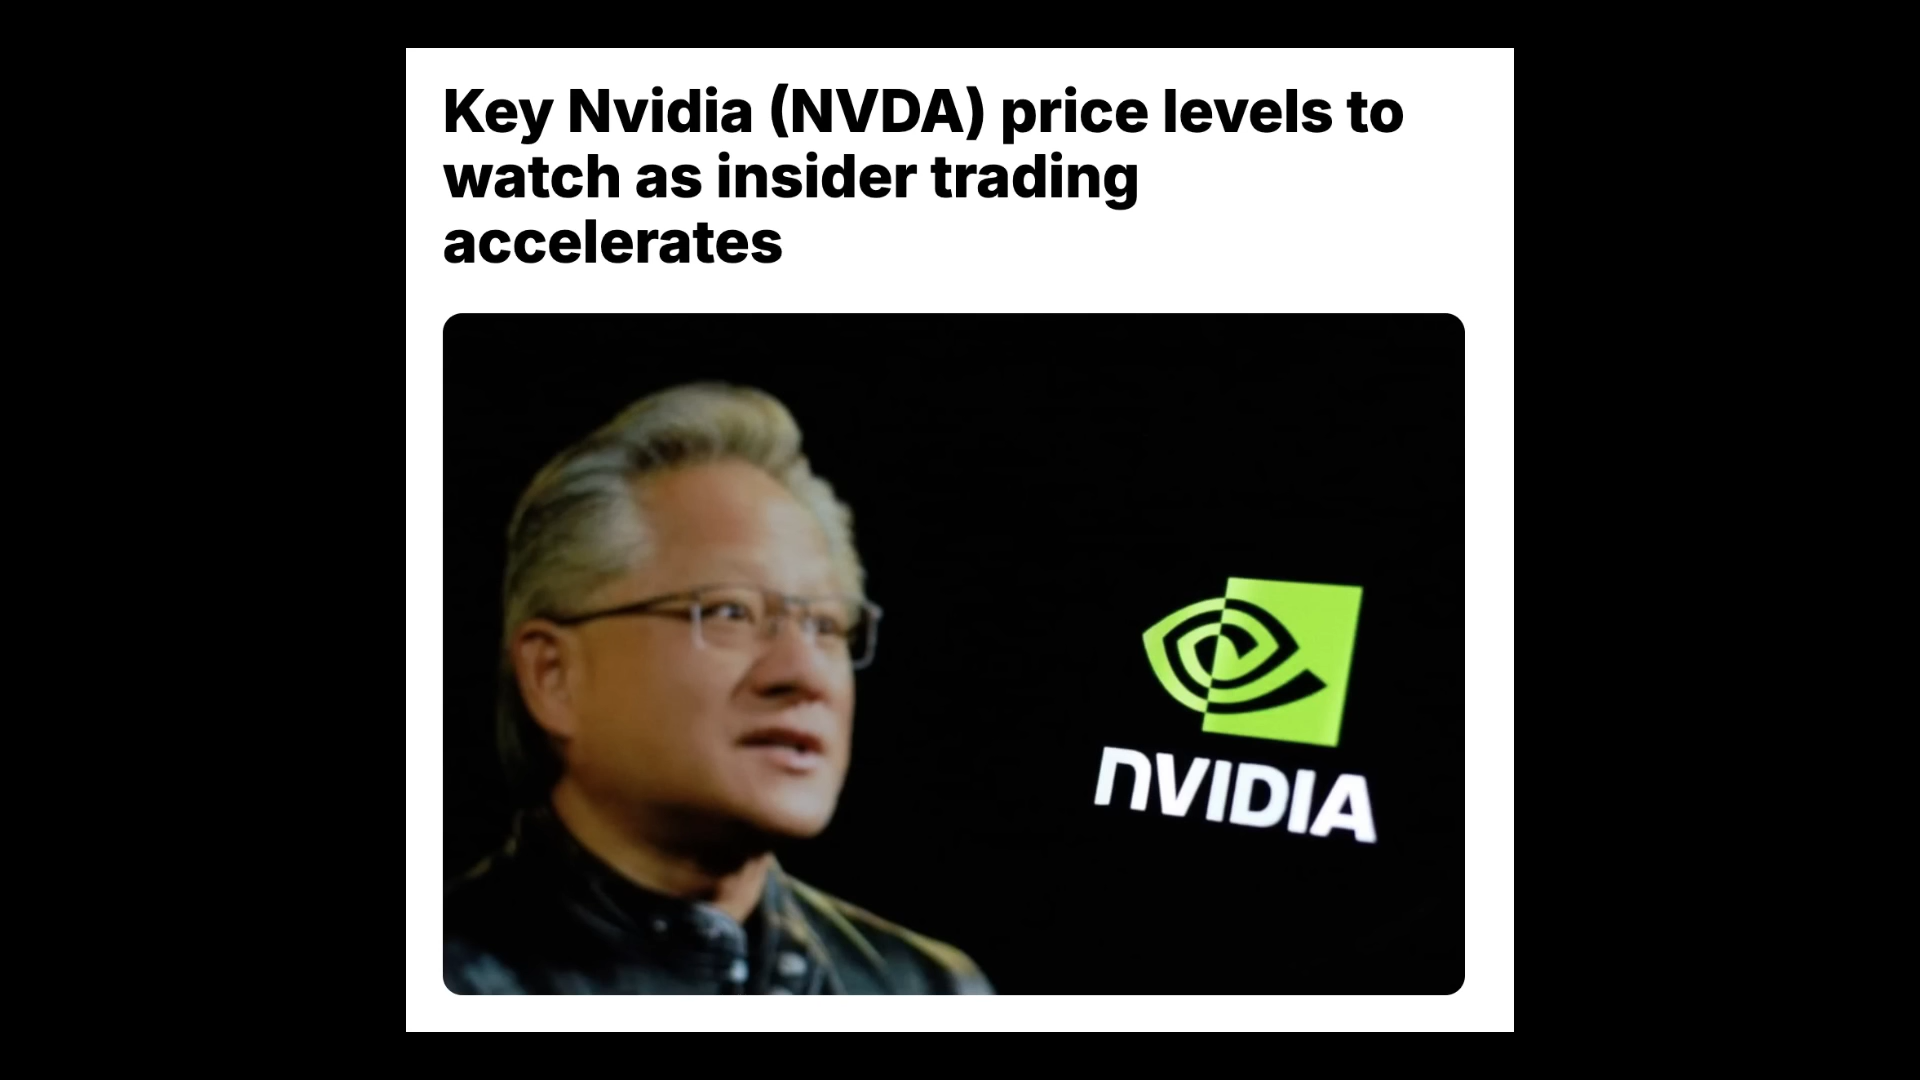 Key Nvidia (NVDA) price levels to
watch as insider trading
accelerates
nVIDIA